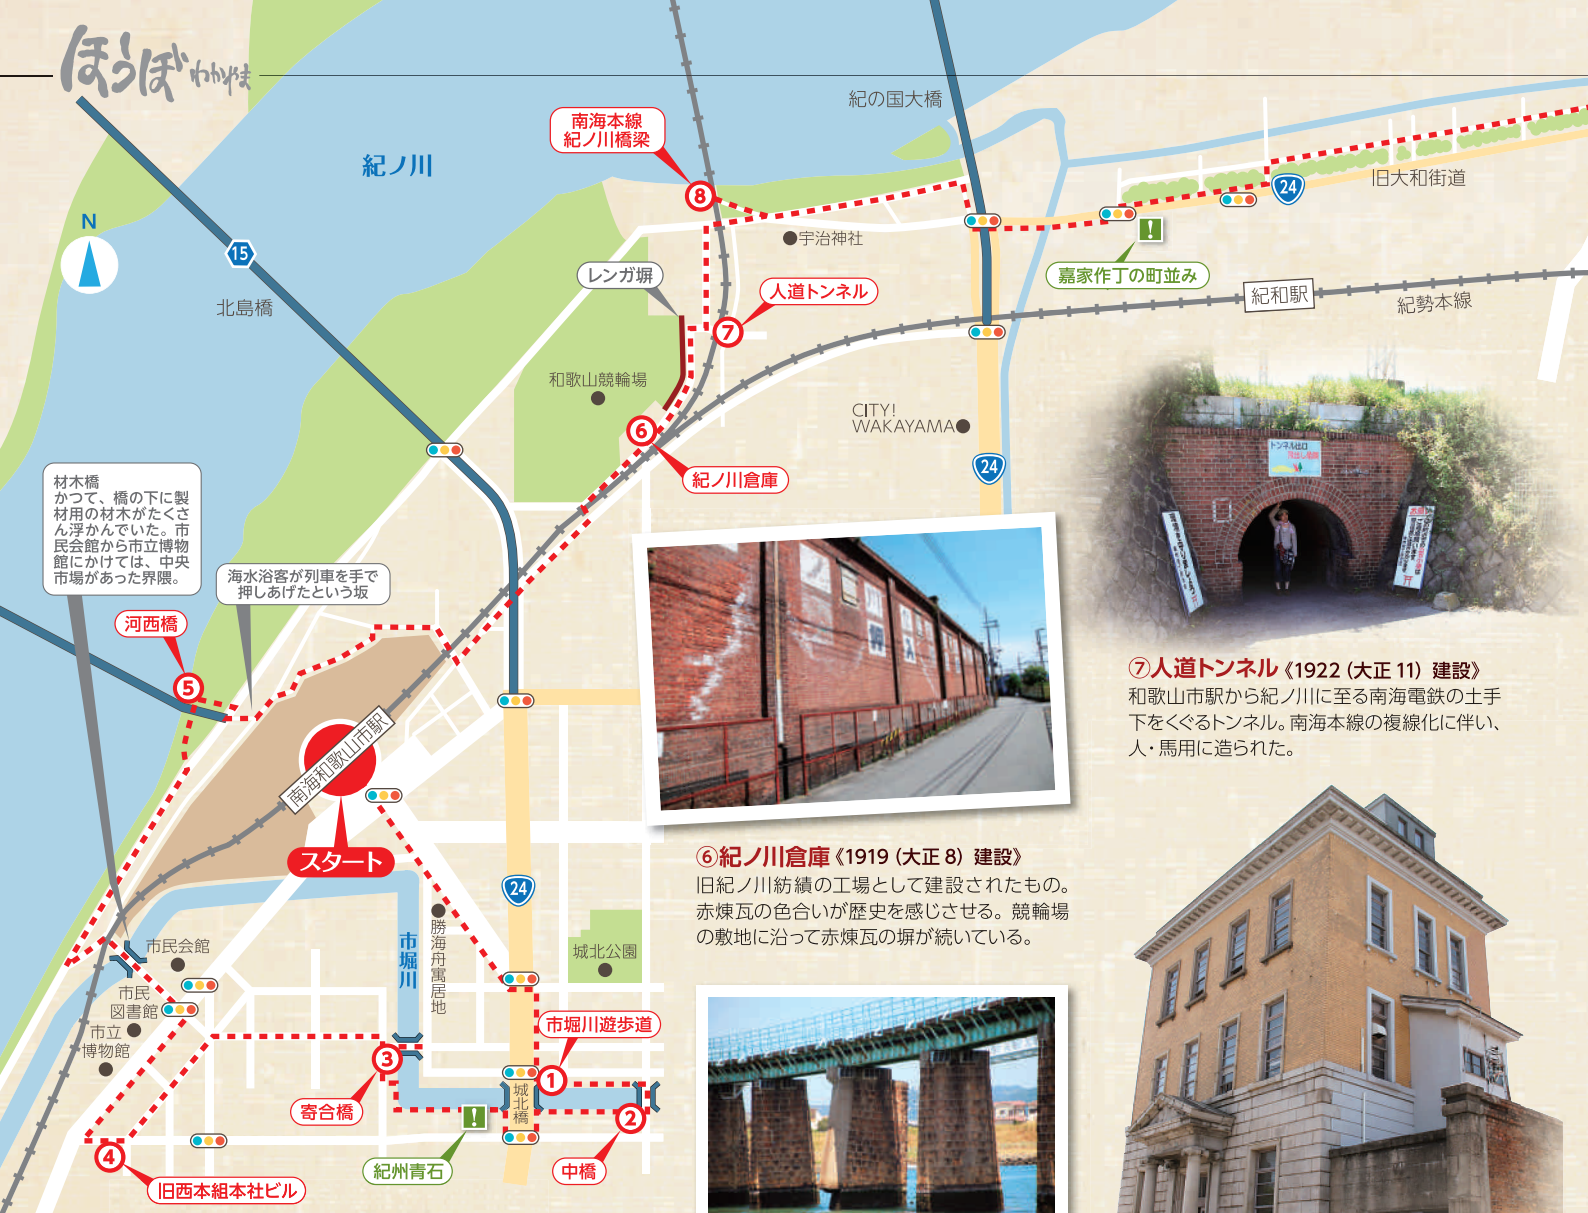 ほうぼ わかやま
紀の国大橋
南海本線
紀ノ川橋梁
紀ノ川
8
旧大和街道
24
N
15
宇治神社
嘉家作丁の町並み
レンガ塀
人道トンネル
北島橋
紀和駅
紀勢本線
7
和歌山競輪場
CITY!
WAKAYAMA
6
24
紀ノ川倉庫
トンネル出口
材木橋
かつて、橋の下に製
材用の材木がたくさ
ん浮かんでいた。市
民会館から市立博物
館にかけては、中央
市場があった界隈。
海水浴客が列車を手で
押しあげたという坂
河西橋
5
南海和歌山市駅
スタート
⑦人道トンネル《1922(大正11)建設》
和歌山市駅から紀ノ川に至る南海電鉄の土手
下をくぐるトンネル。南海本線の複線化に伴い、
人・馬用に造られた。
⑥紀ノ川倉庫《1919(大正8)建設》
旧紀ノ川紡績の工場として建設されたもの。
赤煉瓦の色合いが歴史を感じさせる。競輪場
の敷地に沿って赤煉瓦の塀が続いている。
24
勝海舟寓居地
市堀川
城北公園
市民会館
市民
図書館
市立
博物館
市堀川遊歩道
3
1
城北橋
寄合橋
2
4
紀州青石
中橋
旧西本組本社ビル